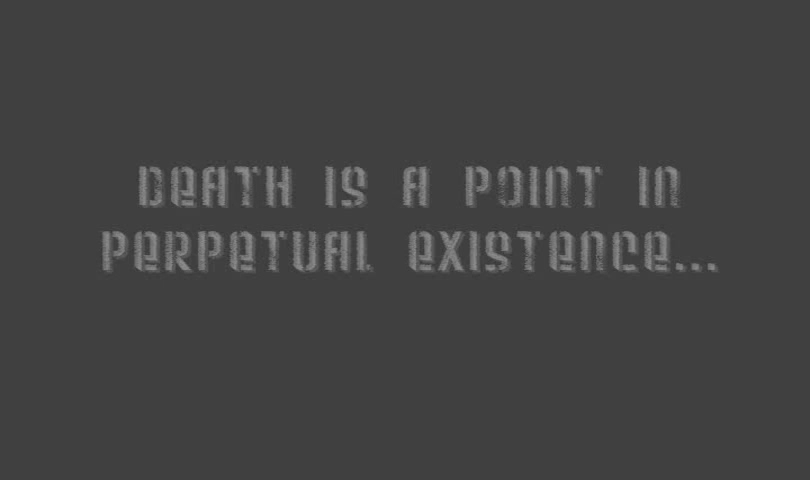 DEATH IS A POINT IN
PERPETUAL EXISTENCE...